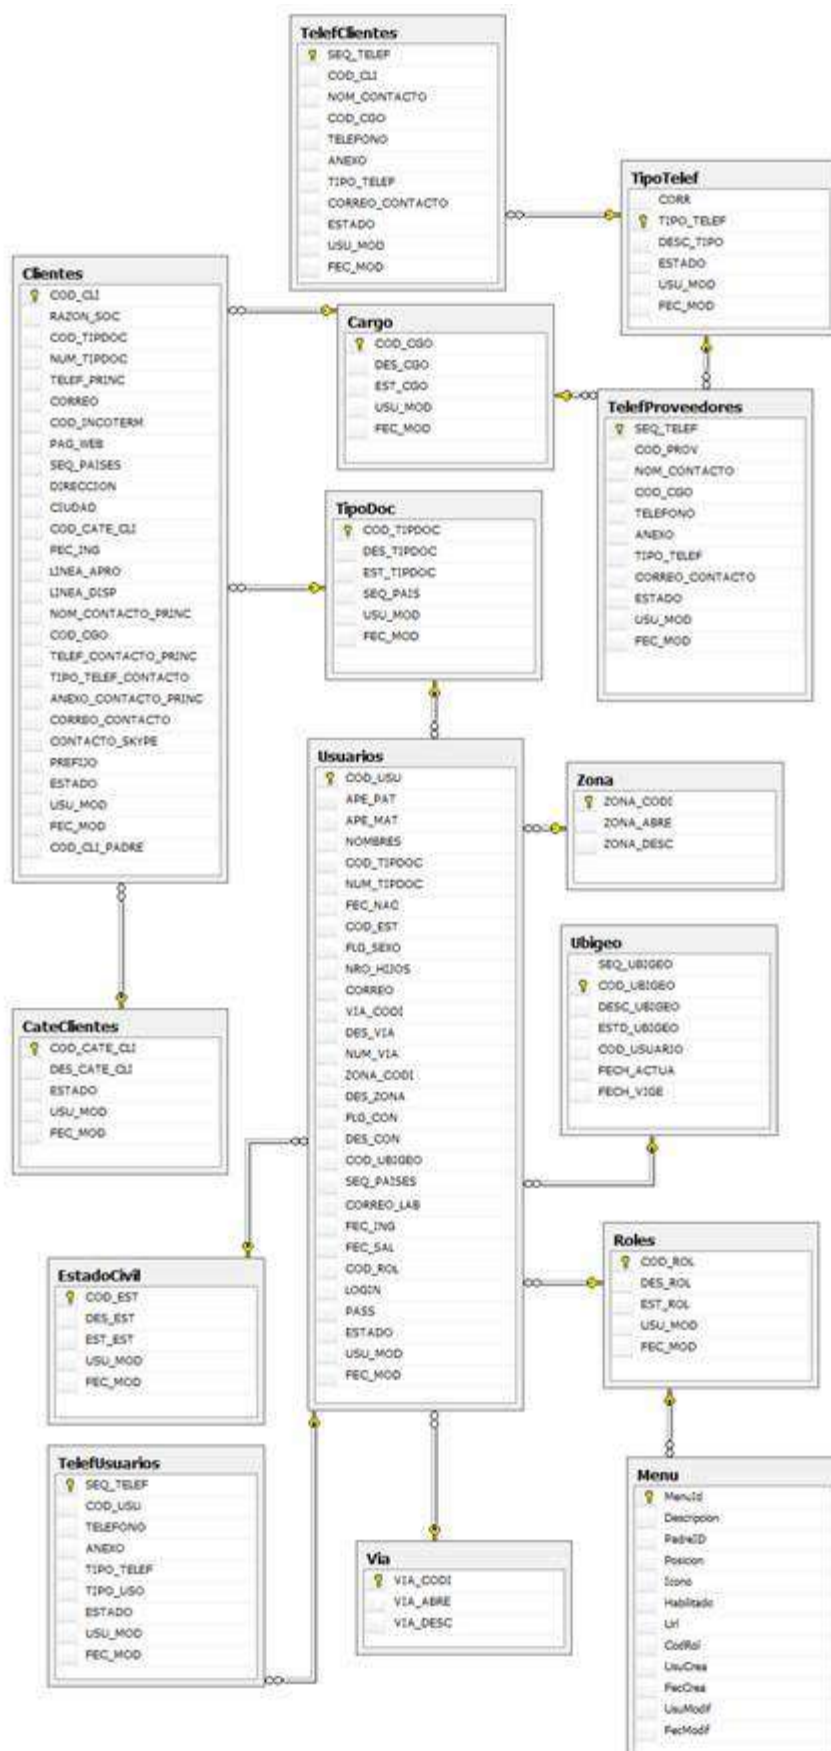 TelefClientes
SEQ_TELEF
COD_CLI
NOM_CONTACTO
COD_CGO
TELEFONO
ANEXO
TIPO_TELEF
CORREO_CONTACTO
ESTADO
USU_MOD
FEC_MOD
TipoTelef
CORR
TIPO_TELEF
DESC_TIPO
ESTADO
USU_MOD
FEC_MOD
Clientes
COD_CLI
RAZON_SOC
COD_TIPDOC
NUM_TIPDOC
TELEF_PRINC
CORREO
COD_INCOTERM
PAG_WEB
SEQ_PAISES
DIRECCION
CIUDAD
COD_CATE_CLI
FEC_ING
LINEA_APRO
LINEA_DISP
NOM_CONTACTO_PRINC
COD_CGO
TELEF_CONTACTO_PRINC
TIPO_TELEF_CONTACTO
ANEXO_CONTACTO_PRINC
CORREO_CONTACTO
CONTACTO_SKYPE
PREFIJO
ESTADO
USU_MOD
FEC_MOD
COD_CLI_PADRE
Cargo
COD_CGO
DES_CGO
EST_CGO
USU_MOD
FEC_MOD
TelefProveedores
SEQ_TELEF
COD_PROV
NOM_CONTACTO
COD_CGO
TELEFONO
ANEXO
TIPO_TELEF
CORREO_CONTACTO
ESTADO
USU_MOD
FEC_MOD
TipoDoc
COD_TIPDOC
DES_TIPDOC
EST_TIPDOC
SEQ_PAIS
USU_MOD
FEC_MOD
Usuarios
COD_USU
APE_PAT
APE_MAT
NOMBRES
COD_TIPDOC
NUM_TIPDOC
FEC_NAC
COD_EST
FLG_SEXO
NRO_HIJOS
CORREO
VIA_CODI
DES_VIA
NUM_VIA
ZONA_CODI
DES_ZONA
FLG_CON
DES_CON
COD_UBIGEO
SEQ_PAISES
CORREO_LAB
FEC_ING
FEC_SAL
COD_ROL
LOGIN
PASS
ESTADO
USU_MOD
FEC_MOD
Zona
ZONA_CODI
ZONA_ABRE
ZONA_DESC
Ubigeo
SEQ_UBIGEO
COD_UBIGEO
DESC_UBIGEO
ESTD_UBIGEO
COD_USUARIO
FECH_ACTUA
FECH_VIGE
CateClientes
COD_CATE_CLI
DES_CATE_CLI
ESTADO
USU_MOD
FEC_MOD
EstadoCivil
COD_EST
DES_EST
EST_EST
USU_MOD
FEC_MOD
Roles
COD_ROL
DES_ROL
EST_ROL
USU_MOD
FEC_MOD
TelefUsuarios
SEQ_TELEF
COD_USU
TELEFONO
ANEXO
TIPO_TELEF
TIPO_USO
ESTADO
USU_MOD
FEC_MOD
Via
VIA_CODI
VIA_ABRE
VIA_DESC
Menu
MenuId
Descripcion
PadreID
Posicion
Icono
Habilitado
Url
CodRol
UsuCrea
FecCrea
UsuModif
FecModif